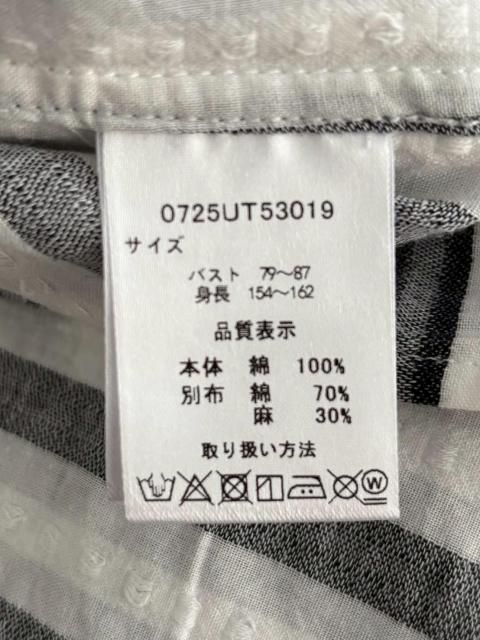 0725UT53019
サイズ
バスト 79～87
身長 154～162
品質表示
本体 綿 100%
別布 綿 70%
麻 30%
取り扱い方法
W